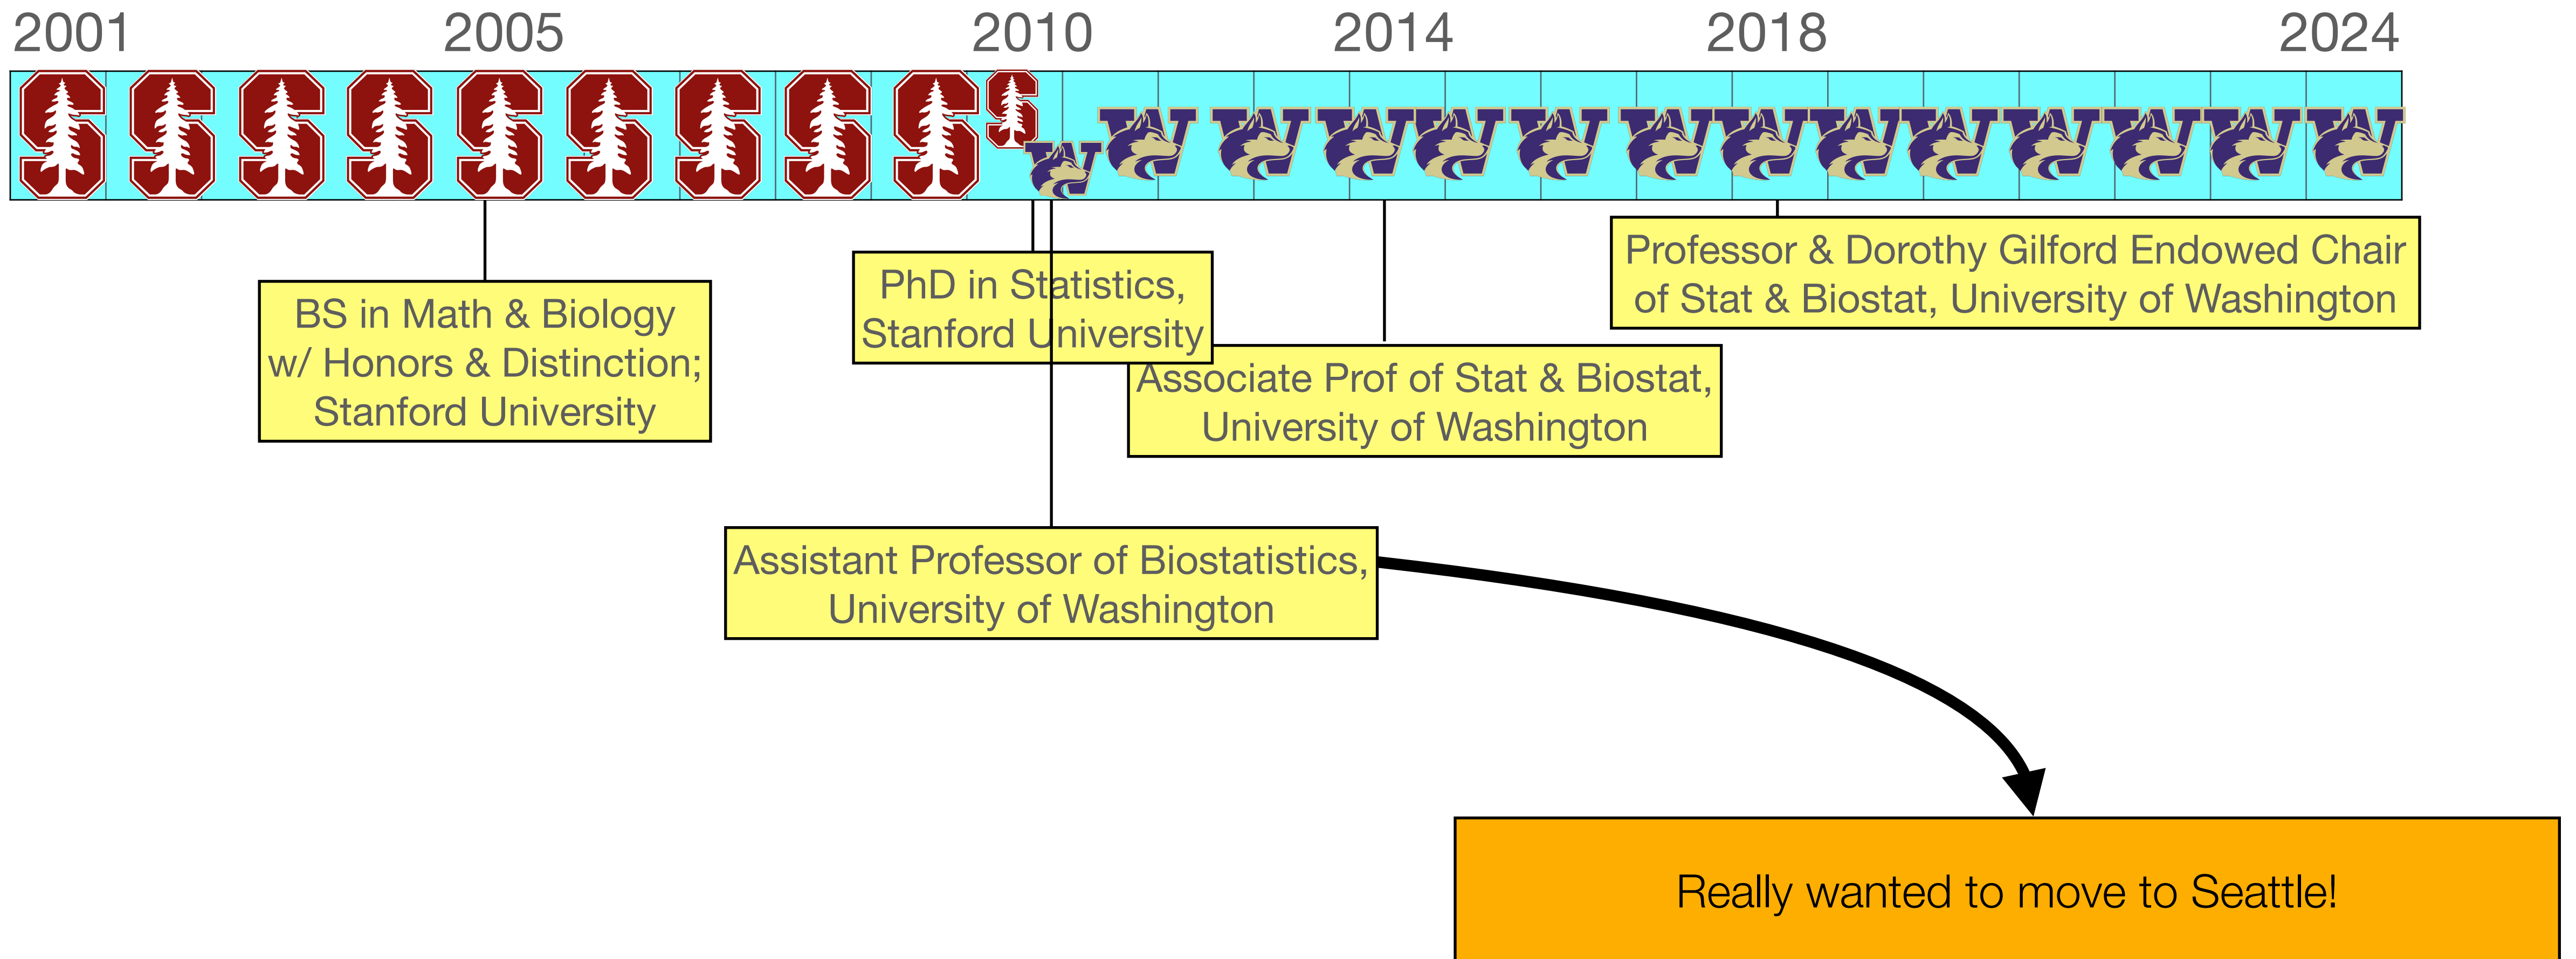 2001 2005 2010 2014 2018 2024
BS in Math & Biology
w/ Honors & Distinction;
Stanford University
PhD in Statistics,
Stanford University
Associate Prof of Stat & Biostat,
University of Washington
Professor & Dorothy Gilford Endowed Chair
of Stat & Biostat, University of Washington
Assistant Professor of Biostatistics,
University of Washington
Really wanted to move to Seattle!